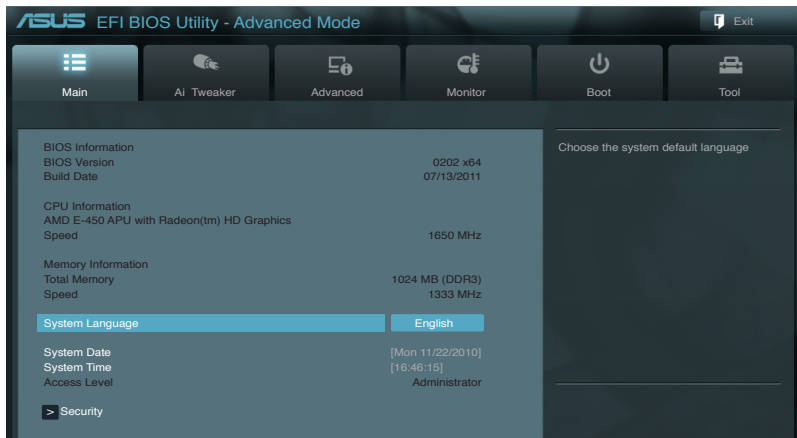 ASUS EFI BIOS Utility - Advanced Mode
Exit
Main Ai Tweaker Advanced Monitor Boot Tool
BIOS Information
BIOS Version 0202 x64
Build Date 07/13/2011
CPU Information
AMD E-450 APU with Radeon(tm) HD Graphics
Speed 1650 MHz
Memory Information
Total Memory 1024 MB (DDR3)
Speed 1333 MHz
System Language English
System Date [Mon 11/22/2010]
System Time [16:46:15]
Access Level Administrator
> Security
Choose the system default language